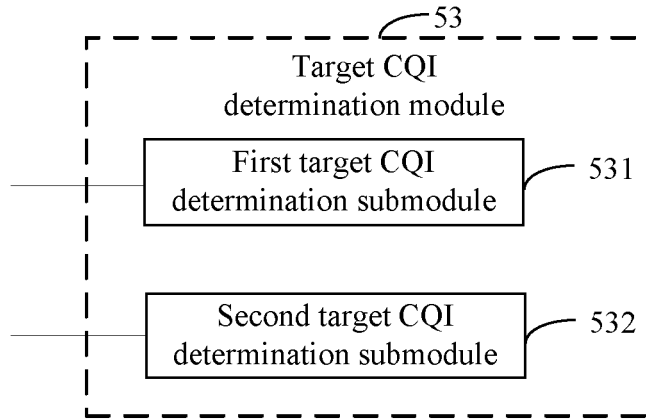 53
Target CQI
determination module
First target CQI
determination submodule
531
Second target CQI
determination submodule
532